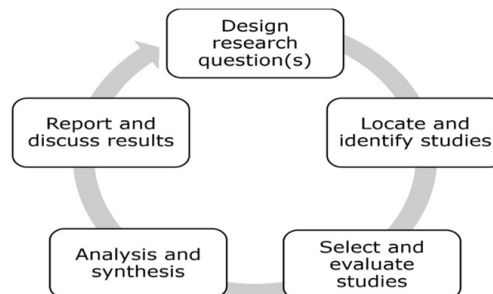 Design
research
question(s)
Locate and
identify studies
Select and
evaluate
studies
Analysis and
synthesis
Report and
discuss results